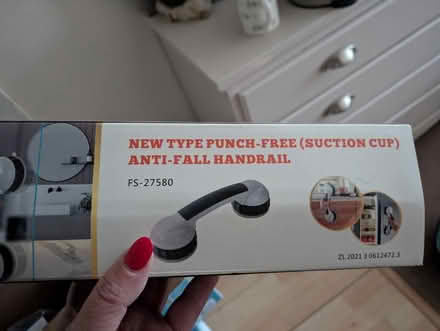 NEW TYPE PUNCH-FREE (SUCTION CUP)
ANTI-FALL HANDRAIL
FS-27580
ZL 2021 3 0612472.3